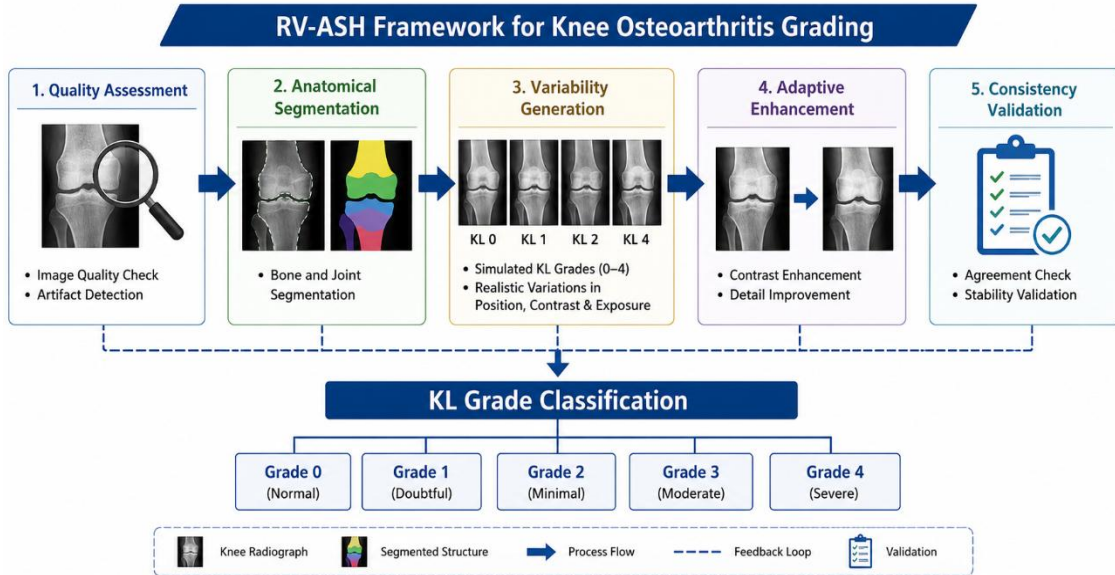 RV-ASH Framework for Knee Osteoarthritis Grading
1. Quality Assessment
• Image Quality Check
• Artifact Detection
2. Anatomical
Segmentation
• Bone and Joint
Segmentation
3. Variability
Generation
KL 0 KL 1 KL 2 KL 4
• Simulated KL Grades (0–4)
• Realistic Variations in
Position, Contrast & Exposure
4. Adaptive
Enhancement
• Contrast Enhancement
• Detail Improvement
5. Consistency
Validation
• Agreement Check
• Stability Validation
KL Grade Classification
Grade 0
(Normal)
Grade 1
(Doubtful)
Grade 2
(Minimal)
Grade 3
(Moderate)
Grade 4
(Severe)
Knee Radiograph
Segmented Structure
Process Flow
Feedback Loop
Validation